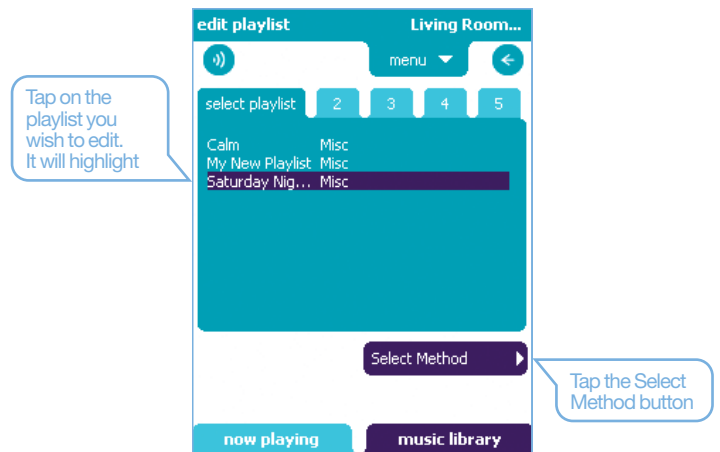 edit playlist Living Room...
menu
select playlist 2 3 4 5
Tap on the
playlist you
wish to edit.
It will highlight
Calm Misc
My New Playlist Misc
Saturday Nig... Misc
Select Method
Tap the Select
Method button
now playing music library